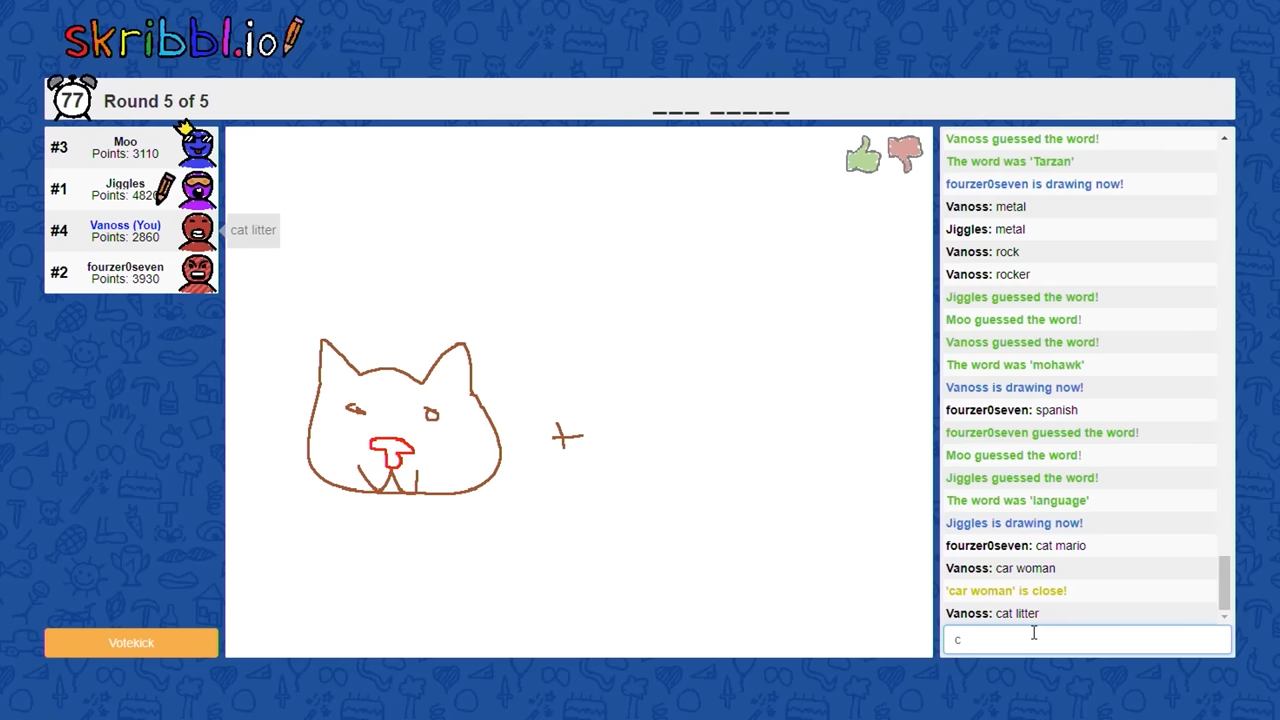 skribbl.io
77
Round 5 of 5
___ _____
#3
Moo
Points: 3110
#1
Jiggles
Points: 4820
#4
Vanoss (You)
Points: 2860
cat litter
#2
fourzer0seven
Points: 3930
Votekick
Vanoss guessed the word!
The word was 'Tarzan'
fourzer0seven is drawing now!
Vanoss: metal
Jiggles: metal
Vanoss: rock
Vanoss: rocker
Jiggles guessed the word!
Moo guessed the word!
Vanoss guessed the word!
The word was 'mohawk'
Vanoss is drawing now!
fourzer0seven: spanish
fourzer0seven guessed the word!
Moo guessed the word!
Jiggles guessed the word!
The word was 'language'
Jiggles is drawing now!
fourzer0seven: cat mario
Vanoss: car woman
'car woman' is close!
Vanoss: cat litter
c